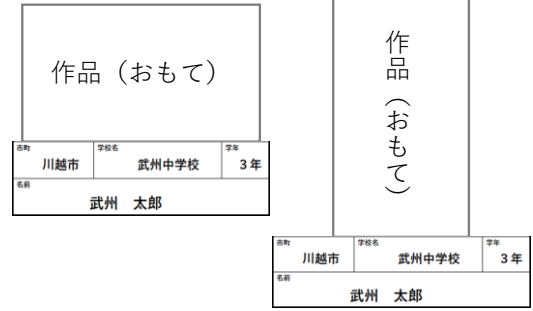 作品（おもて）
市町 学校名 学年
川越市 武州中学校 3年
名前
武州 太郎
作品（おもて）
市町 学校名 学年
川越市 武州中学校 3年
名前
武州 太郎